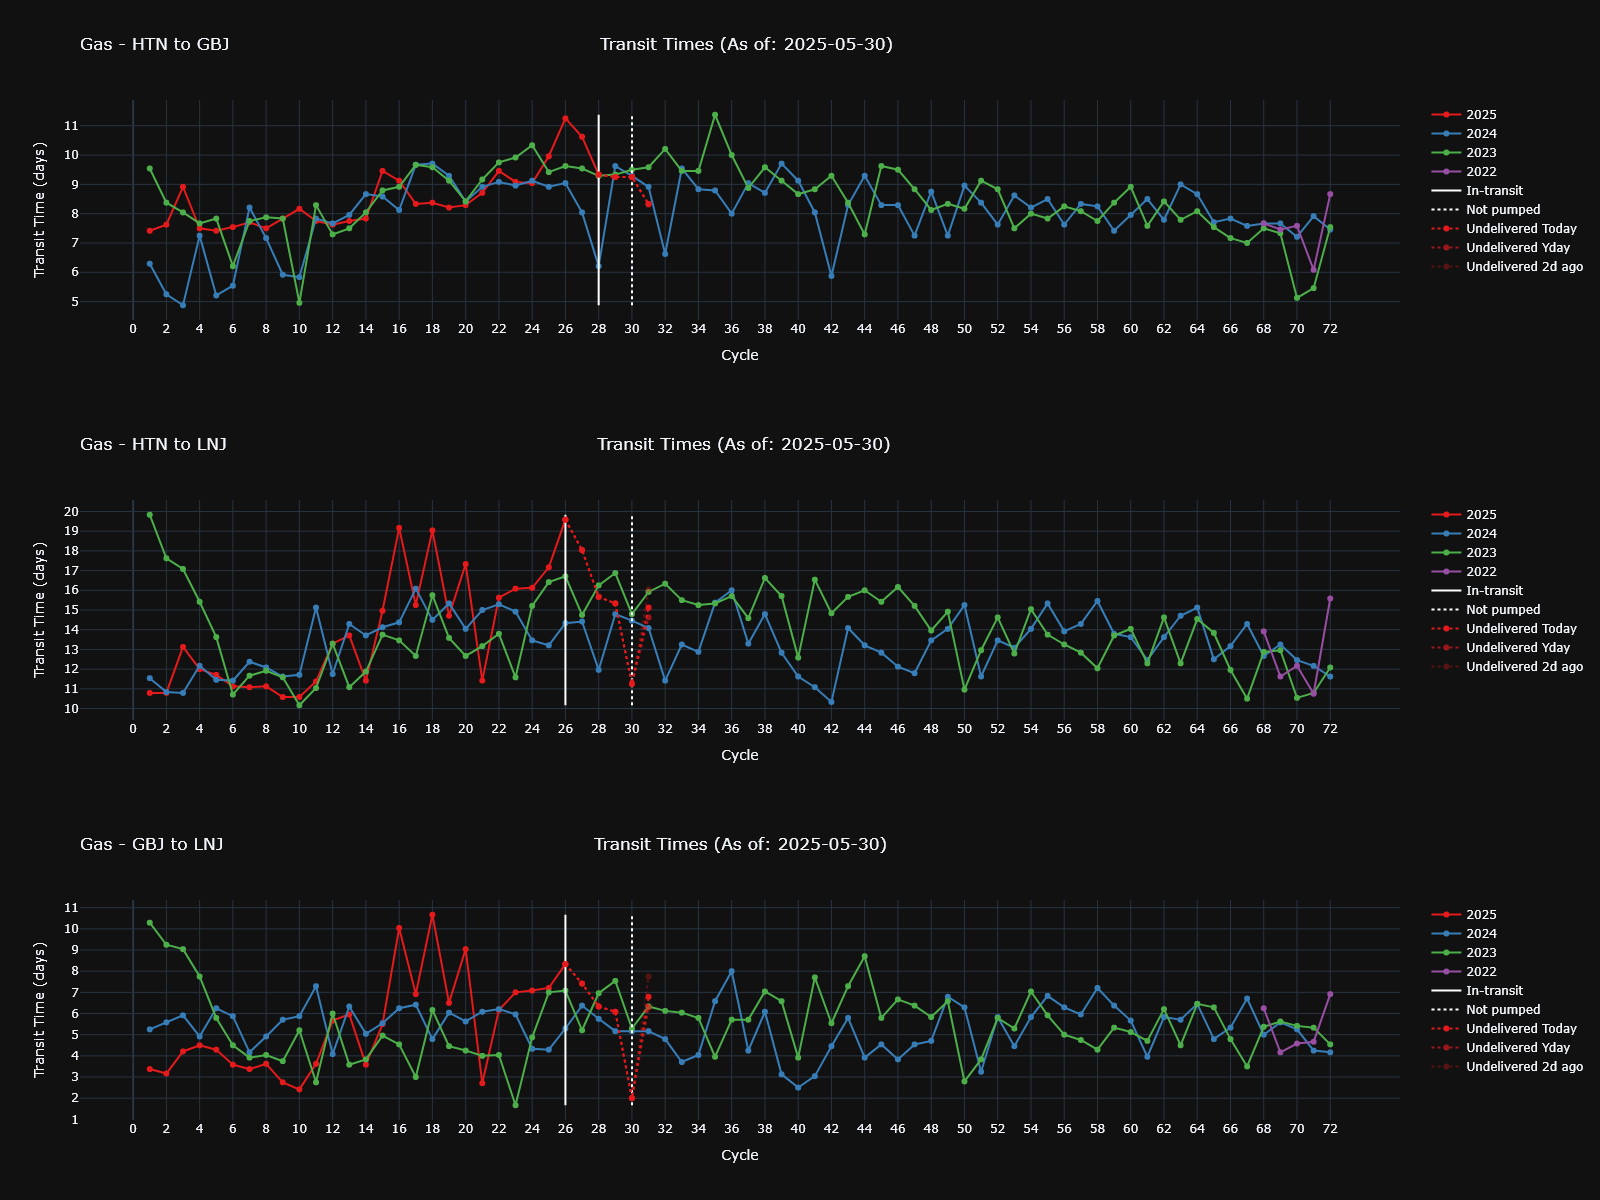 Gas - HTN to GBJ
Transit Times (As of: 2025-05-30)
Transit Time (days)
11
10
9
8
7
6
5
0 2 4 6 8 10 12 14 16 18 20 22 24 26 28 30 32 34 36 38 40 42 44 46 48 50 52 54 56 58 60 62 64 66 68 70 72
Cycle
2025
2024
2023
2022
In-transit
Not pumped
Undelivered Today
Undelivered Yday
Undelivered 2d ago
Gas - HTN to LNJ
Transit Times (As of: 2025-05-30)
Transit Time (days)
20
19
18
17
16
15
14
13
12
11
10
0 2 4 6 8 10 12 14 16 18 20 22 24 26 28 30 32 34 36 38 40 42 44 46 48 50 52 54 56 58 60 62 64 66 68 70 72
Cycle
2025
2024
2023
2022
In-transit
Not pumped
Undelivered Today
Undelivered Yday
Undelivered 2d ago
Gas - GBJ to LNJ
Transit Times (As of: 2025-05-30)
Transit Time (days)
11
10
9
8
7
6
5
4
3
2
1
0 2 4 6 8 10 12 14 16 18 20 22 24 26 28 30 32 34 36 38 40 42 44 46 48 50 52 54 56 58 60 62 64 66 68 70 72
Cycle
2025
2024
2023
2022
In-transit
Not pumped
Undelivered Today
Undelivered Yday
Undelivered 2d ago